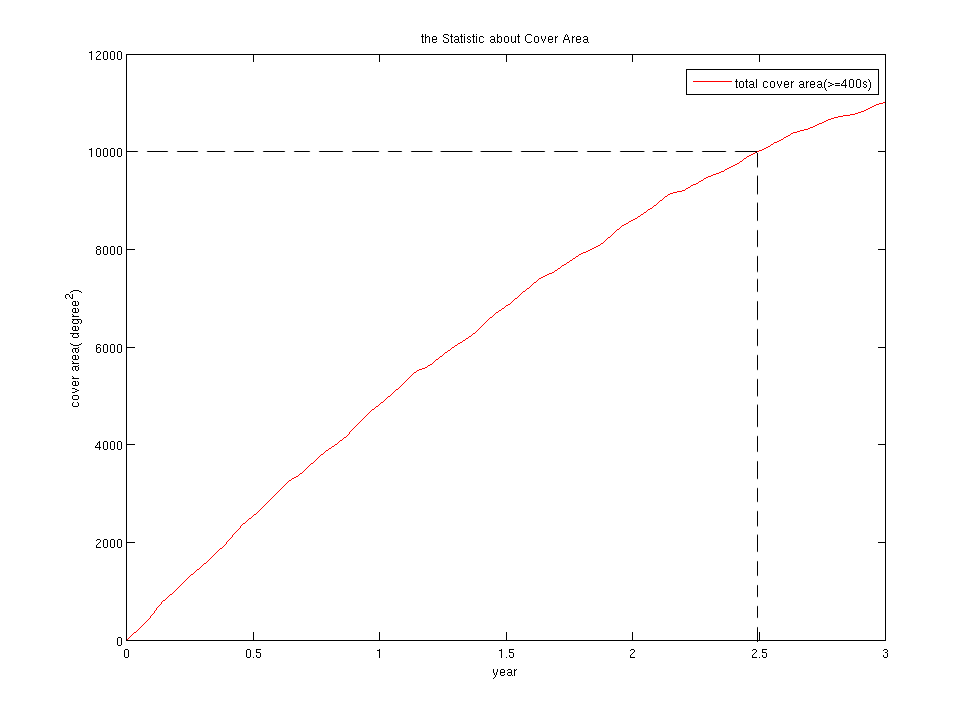 the Statistic about Cover Area
total cover area(>=400s)
12000
10000
8000
6000
4000
2000
0
cover area( degree²)
0 0.5 1 1.5 2 2.5 3
year